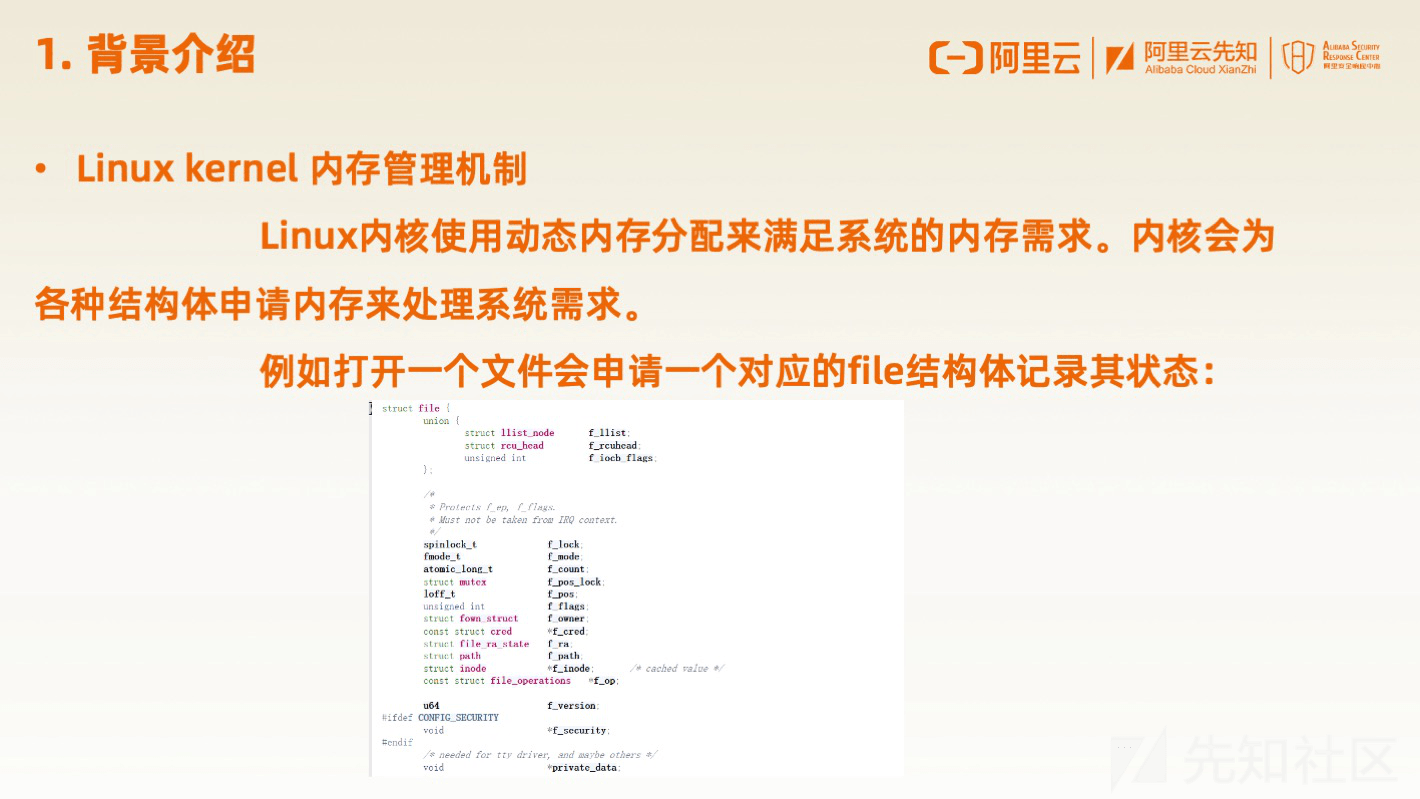 1. 背景介绍
阿里云
阿里云先知
Alibaba Cloud XianZhi
ALIBABA SECURITY
RESPONSE CENTER
阿里安全响应中心
• Linux kernel 内存管理机制
Linux内核使用动态内存分配来满足系统的内存需求。内核会为
各种结构体申请内存来处理系统需求。
例如打开一个文件会申请一个对应的file结构体记录其状态：
struct file {
union {
struct llist_node f_llist;
struct rcu_head f_rcuhead;
unsigned int f_iocb_flags;
};
/*
* Protects f_ep, f_flags.
* Must not be taken from IRQ context.
*/
spinlock_t f_lock;
fmode_t f_mode;
atomic_long_t f_count;
struct mutex f_pos_lock;
loff_t f_pos;
unsigned int f_flags;
struct fown_struct f_owner;
const struct cred *f_cred;
struct file_ra_state f_ra;
struct path f_path;
struct inode *f_inode; /* cached value */
const struct file_operations *f_op;
u64 f_version;
#ifdef CONFIG_SECURITY
void *f_security;
#endif
/* needed for tty driver, and maybe others */
void *private_data;
先知社区